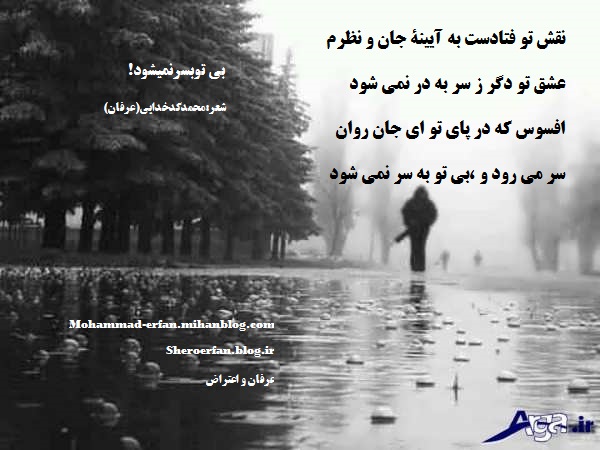 نقش تو فتادست به آیینهٔ جان و نظرم
عشق تو دگر ز سر به در نمی شود
افسوس که در پای تو ای جان روان
سر می رود و ،بی تو به سر نمی شود
بی توبسرنمیشود!
شعر:محمدکدخدایی(عرفان)
Mohammad-erfan.mihanblog.com
Sheroerfan.blog.ir
عرفان و اعتراض
Arga.ir